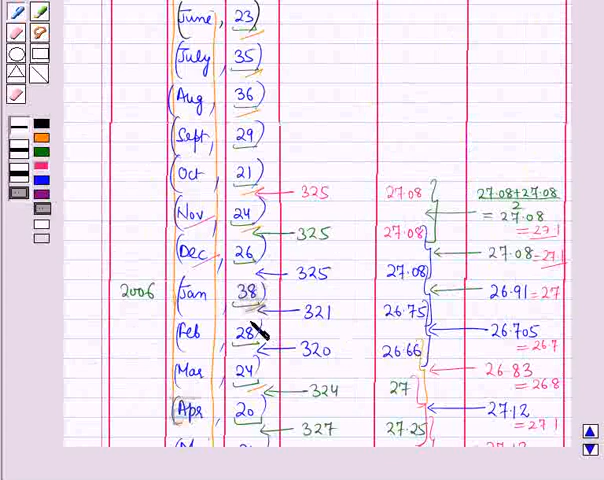 (June, 23)
(July, 35)
(Aug, 36)
(Sept, 29)
(Oct, 21)
325 27.08 27.08+27.08
2
(Nov, 24) = 27.08
325 27.08 = 27.1
(Dec, 26) 27.08=27.1
325 27.08
2006 (Jan, 38) 26.91=27
321 26.75
(Feb, 28) 26.705
320 26.66 = 26.7
(Mar, 24) 26.83
324 27 = 26.8
(Apr, 20) 27.12
327 27.25 = 27.1